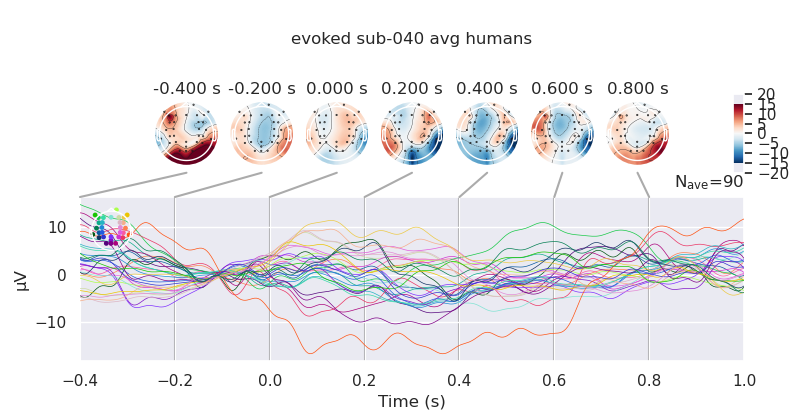 evoked sub-040 avg humans
-0.400 s -0.200 s 0.000 s 0.200 s 0.400 s 0.600 s 0.800 s
20
15
10
5
0
−5
−10
−15
−20
Nave=90
10
0
−10
µV
−0.4 −0.2 0.0 0.2 0.4 0.6 0.8 1.0
Time (s)